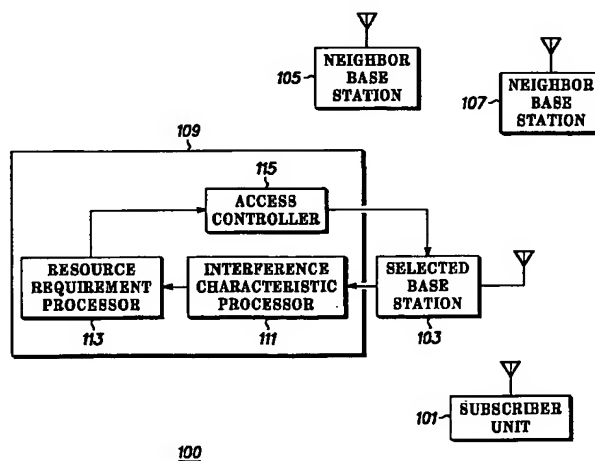 105
NEIGHBOR
BASE
STATION
107
NEIGHBOR
BASE
STATION
109
115
ACCESS
CONTROLLER
RESOURCE
REQUIREMENT
PROCESSOR
113
INTERFERENCE
CHARACTERISTIC
PROCESSOR
111
SELECTED
BASE
STATION
103
101
SUBSCRIBER
UNIT
100